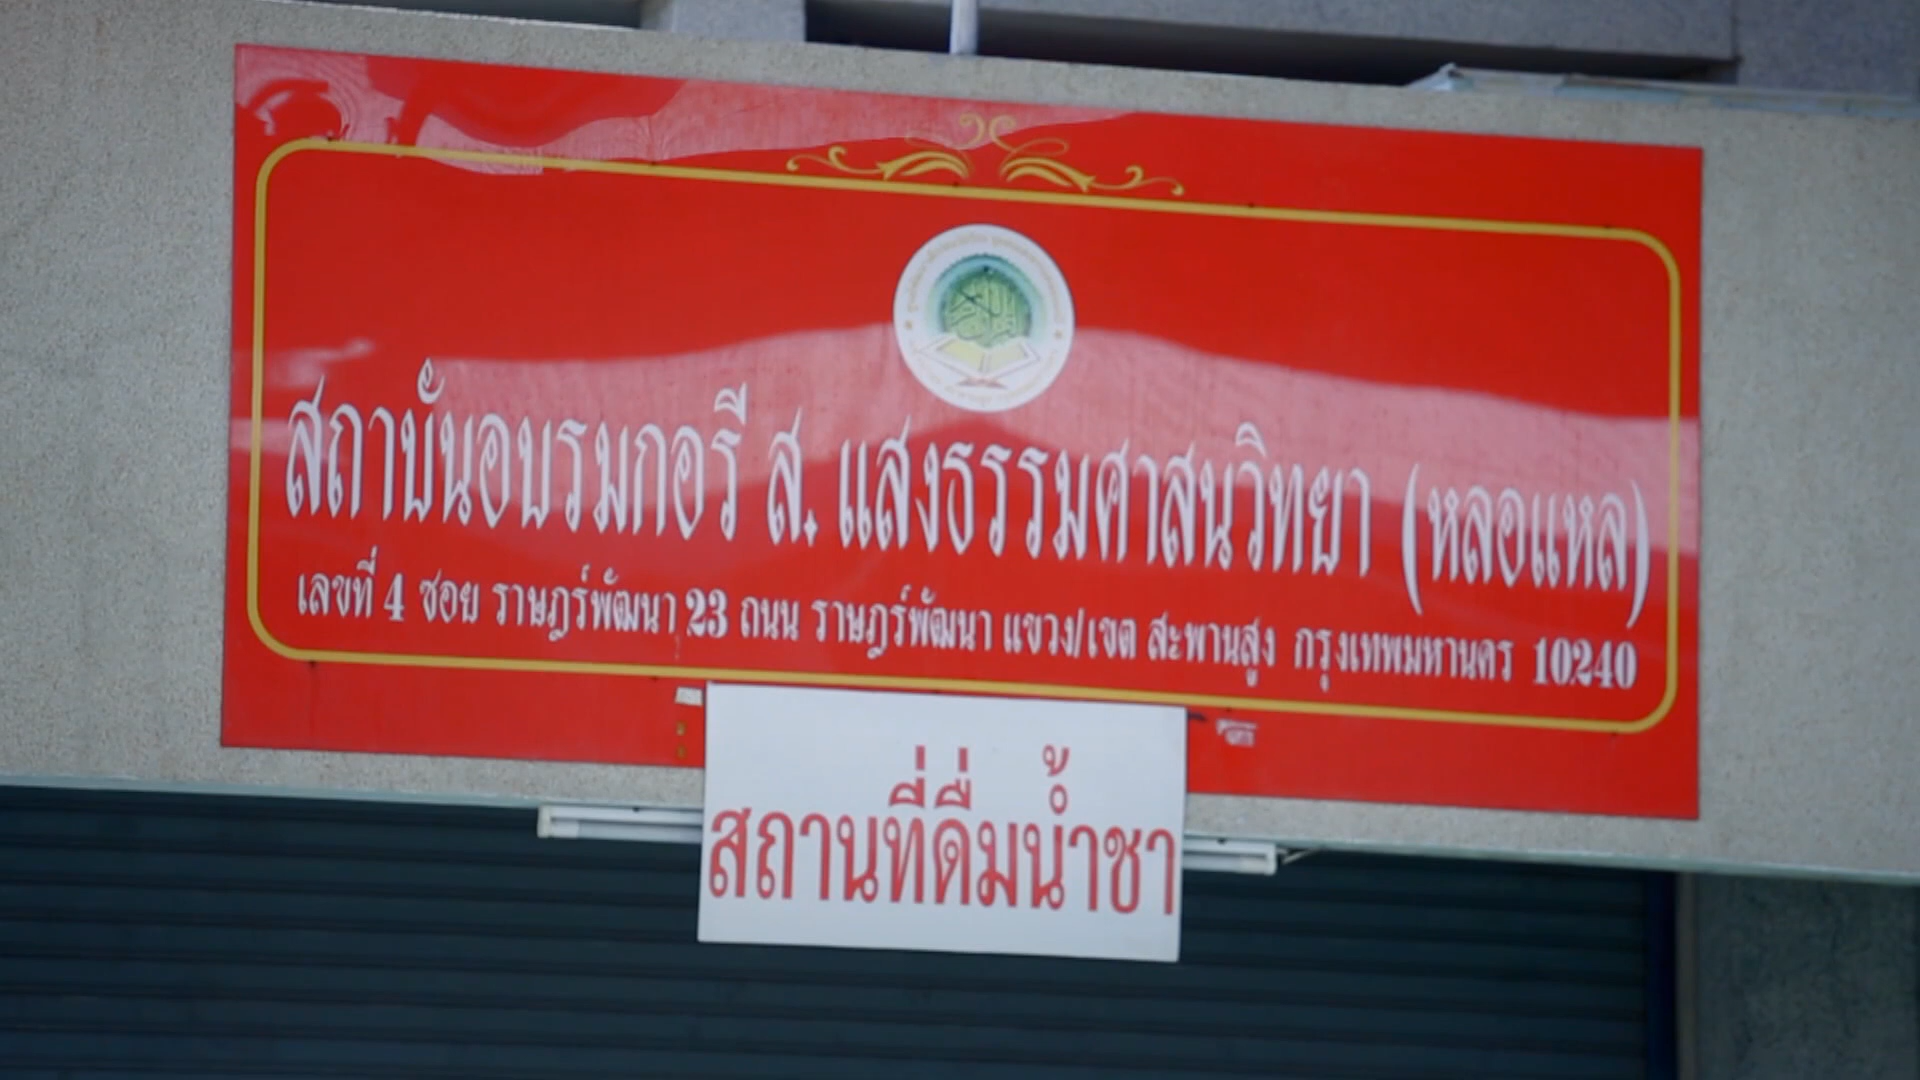 สถาบันอบรมกอรี ส. แสงธรรมศาสนวิทยา (หลอแหล)
เลขที่ 4 ซอย ราษฎร์พัฒนา 23 ถนน ราษฎร์พัฒนา แขวง/เขต สะพานสูง กรุงเทพมหานคร 10240
สถานที่ดื่มน้ำชา